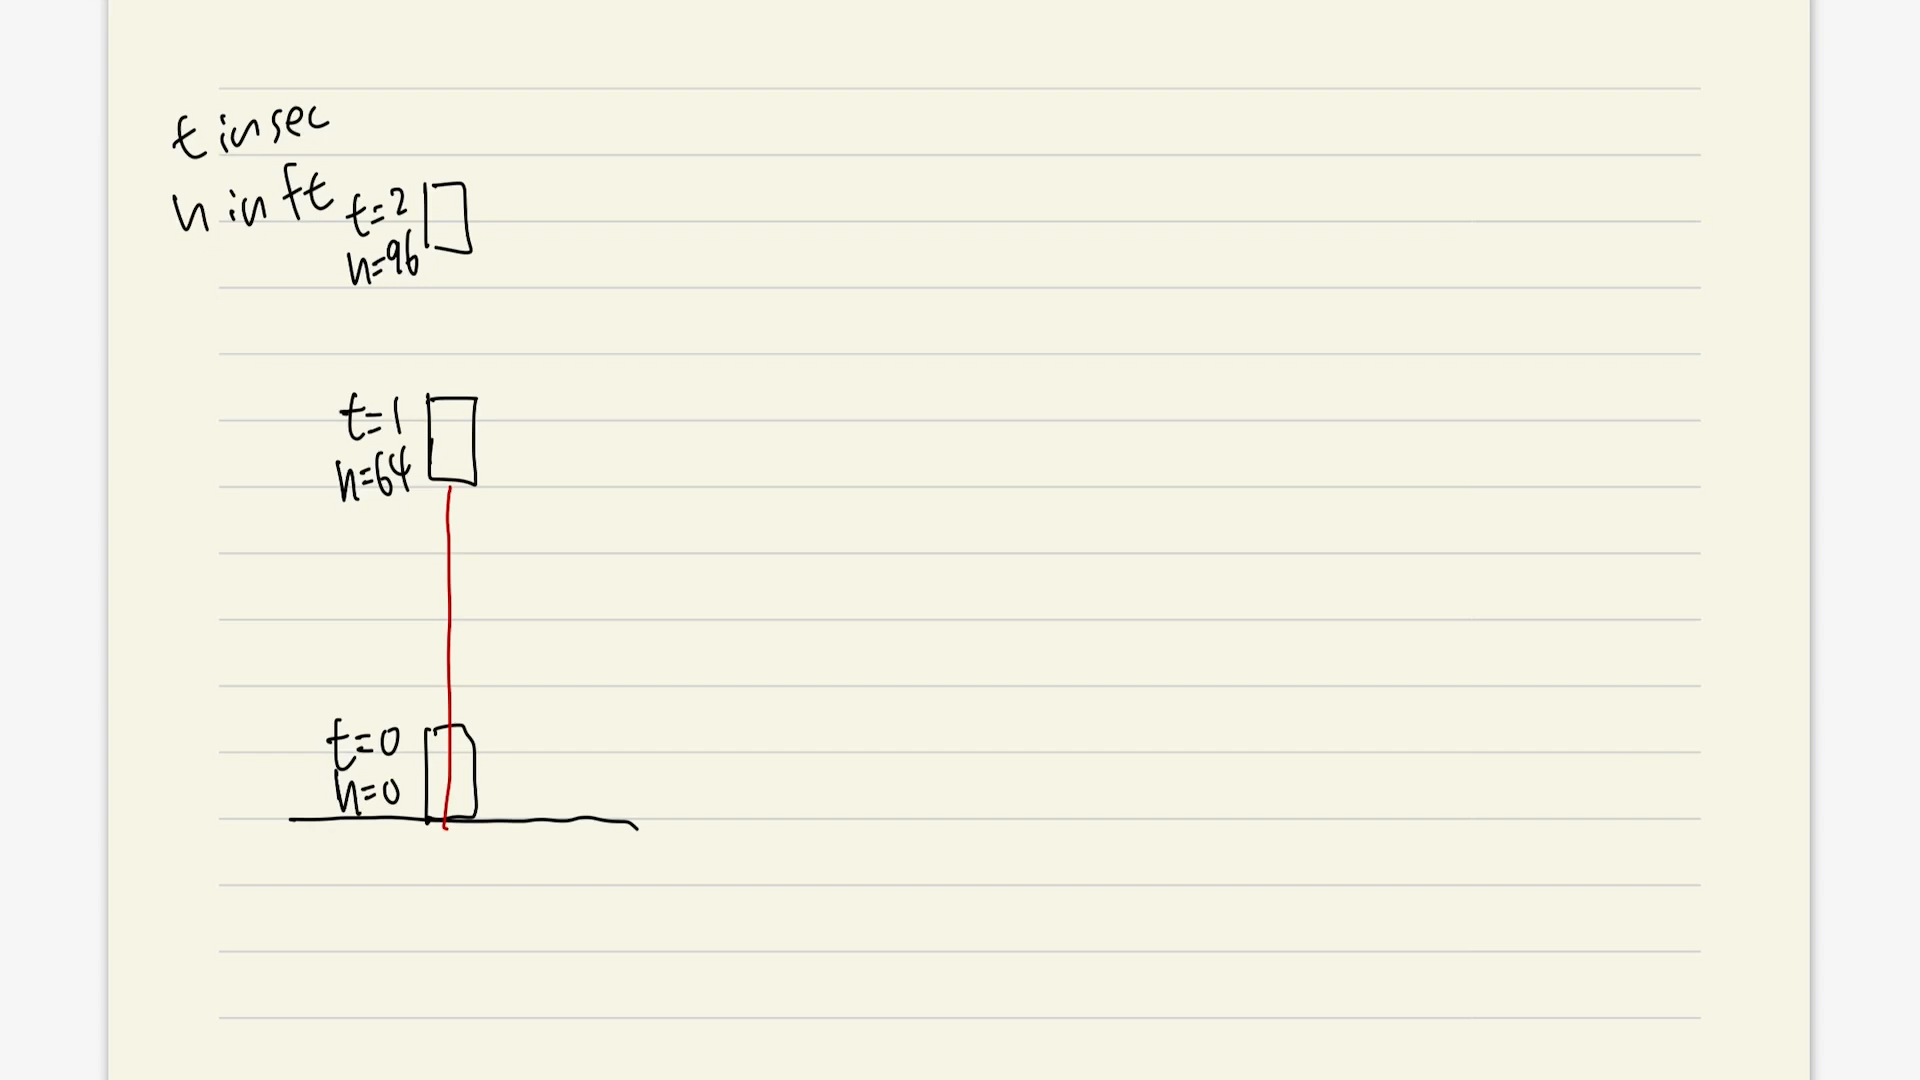 t in sec
h in ft
t=2
h=96
t=1
h=64
t=0
h=0